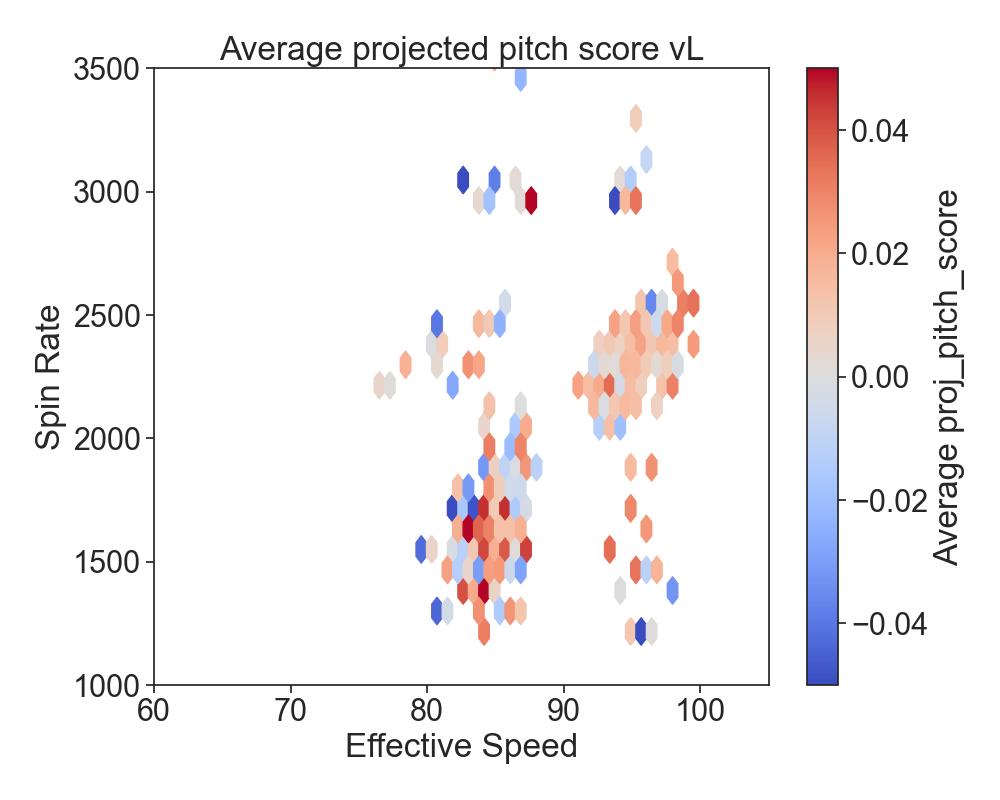 Average projected pitch score vL
3500
3000
2500
2000
1500
1000
Spin Rate
60 70 80 90 100
Effective Speed
0.04
0.02
0.00
−0.02
−0.04
Average proj_pitch_score